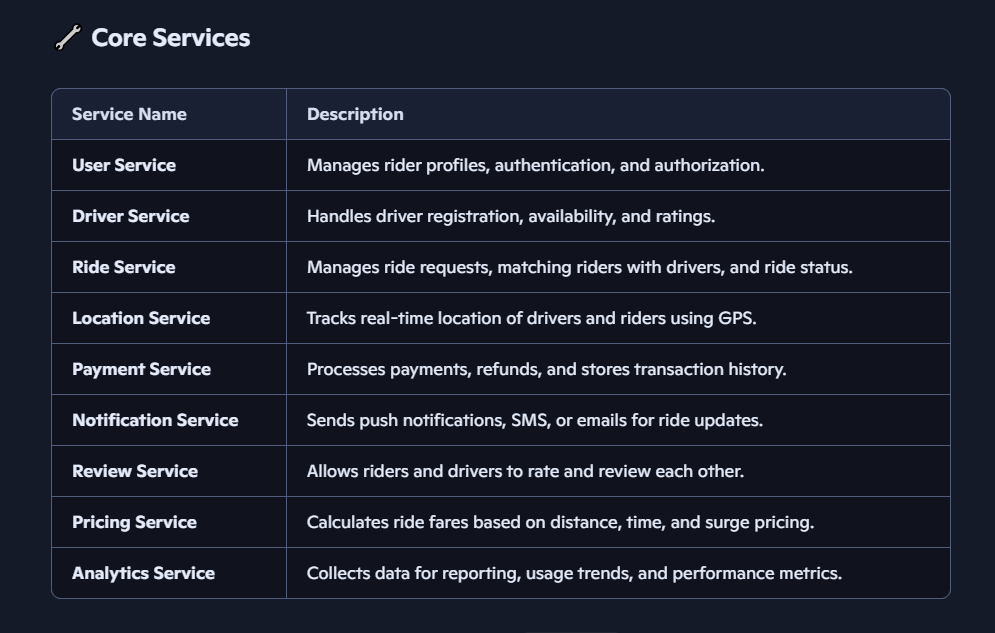 Core Services
Service Name Description
User Service Manages rider profiles, authentication, and authorization.
Driver Service Handles driver registration, availability, and ratings.
Ride Service Manages ride requests, matching riders with drivers, and ride status.
Location Service Tracks real-time location of drivers and riders using GPS.
Payment Service Processes payments, refunds, and stores transaction history.
Notification Service Sends push notifications, SMS, or emails for ride updates.
Review Service Allows riders and drivers to rate and review each other.
Pricing Service Calculates ride fares based on distance, time, and surge pricing.
Analytics Service Collects data for reporting, usage trends, and performance metrics.